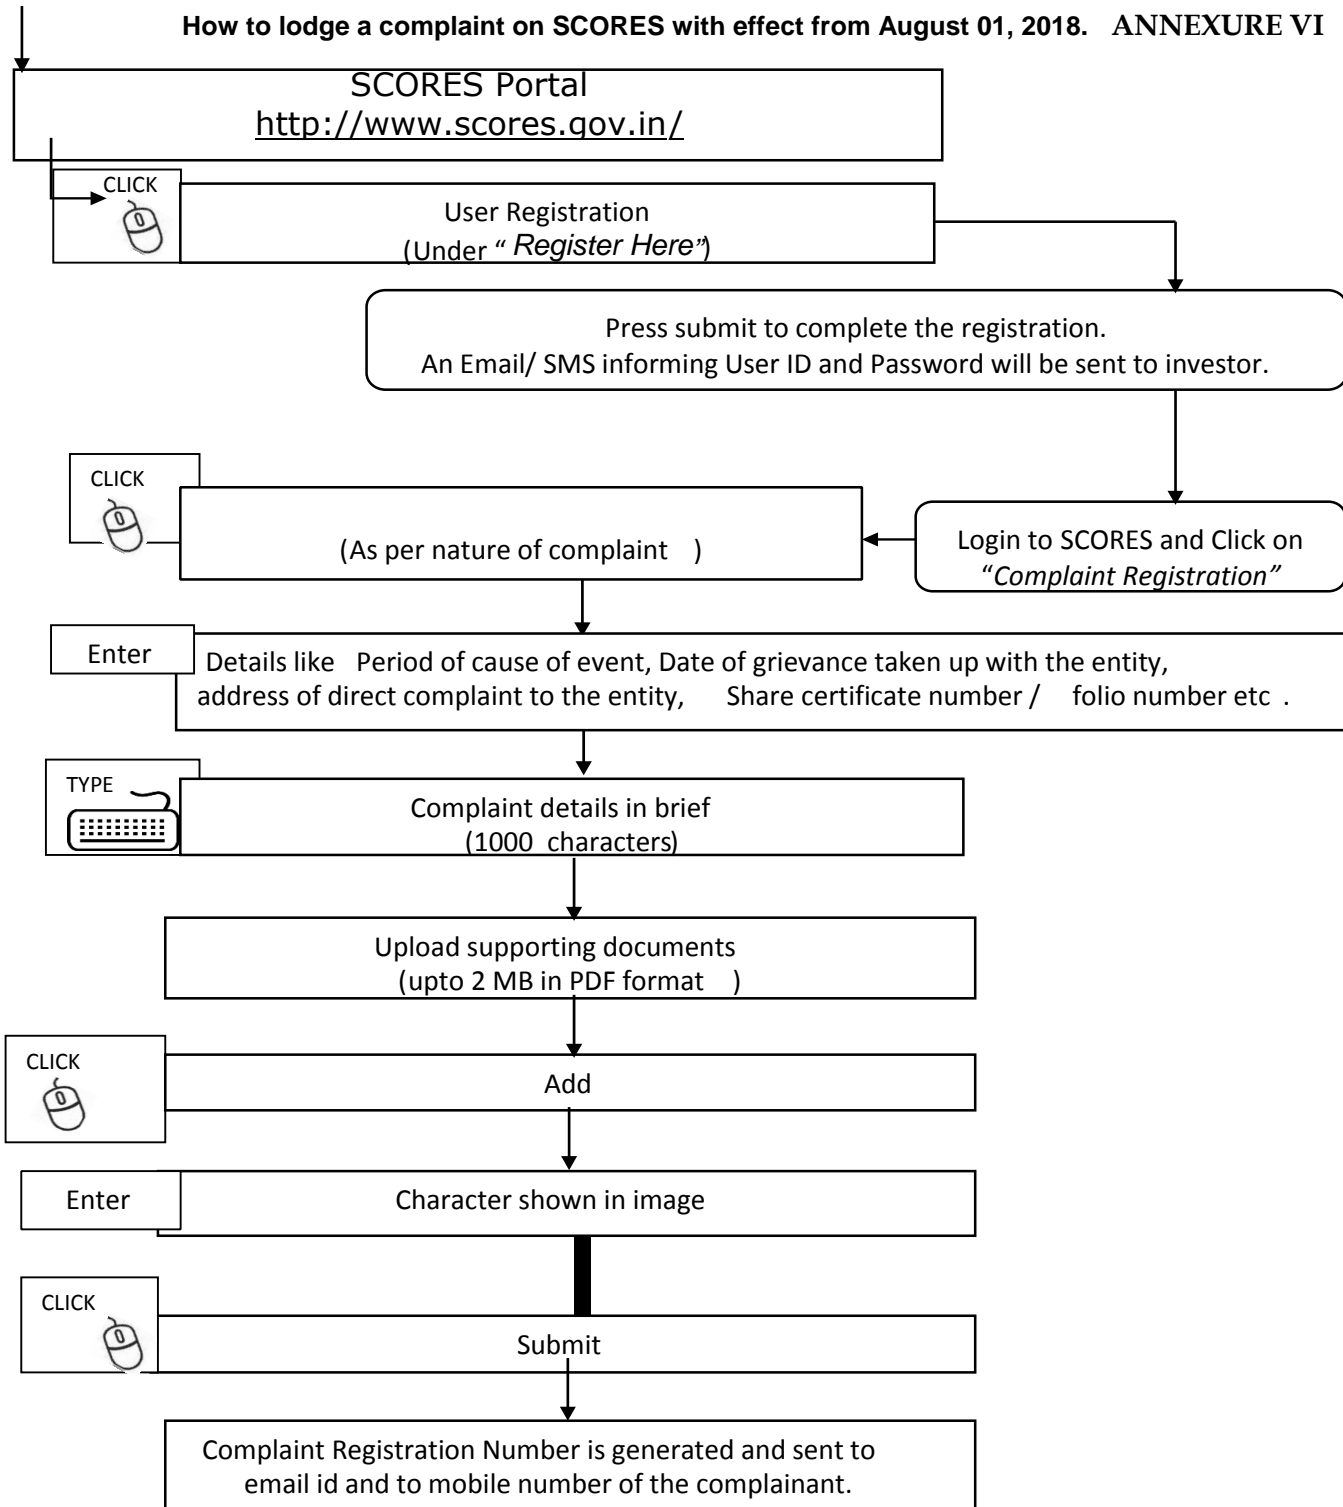 How to lodge a complaint on SCORES with effect from August 01, 2018. ANNEXURE VI
SCORES Portal
http://www.scores.gov.in/
CLICK
User Registration
(Under “ Register Here”)
Press submit to complete the registration.
An Email/ SMS informing User ID and Password will be sent to investor.
CLICK
(As per nature of complaint )
Login to SCORES and Click on
“Complaint Registration”
Enter
Details like Period of cause of event, Date of grievance taken up with the entity,
address of direct complaint to the entity, Share certificate number / folio number etc .
TYPE
Complaint details in brief
(1000 characters)
Upload supporting documents
(upto 2 MB in PDF format )
CLICK
Add
Enter
Character shown in image
CLICK
Submit
Complaint Registration Number is generated and sent to
email id and to mobile number of the complainant.